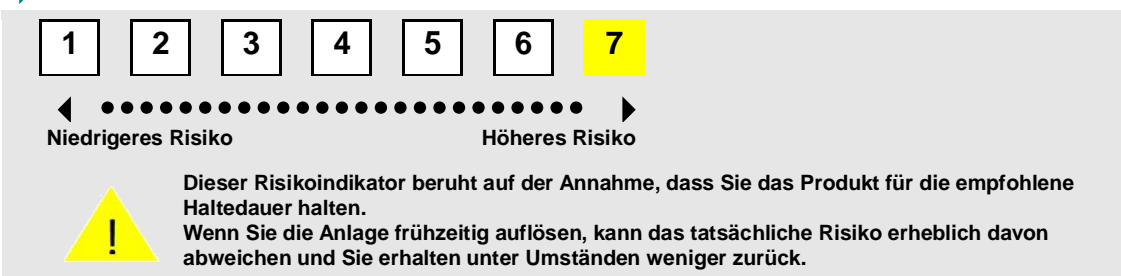 1 2 3 4 5 6 7
Niedrigeres Risiko Höheres Risiko
! Dieser Risikoindikator beruht auf der Annahme, dass Sie das Produkt für die empfohlene
Haltedauer halten.
Wenn Sie die Anlage frühzeitig auflösen, kann das tatsächliche Risiko erheblich davon
abweichen und Sie erhalten unter Umständen weniger zurück.